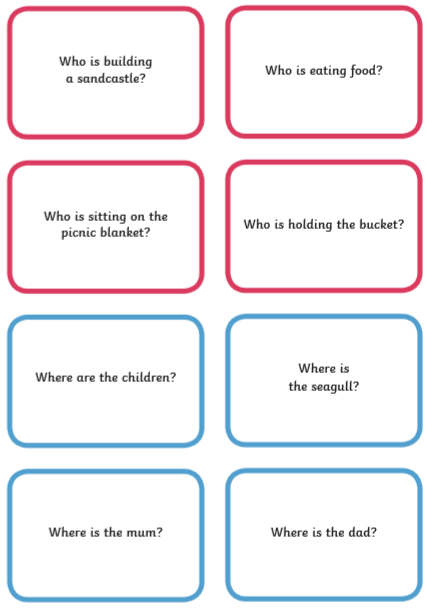 Who is building
a sandcastle?
Who is eating food?
Who is sitting on the
picnic blanket?
Who is holding the bucket?
Where are the children?
Where is
the seagull?
Where is the mum?
Where is the dad?